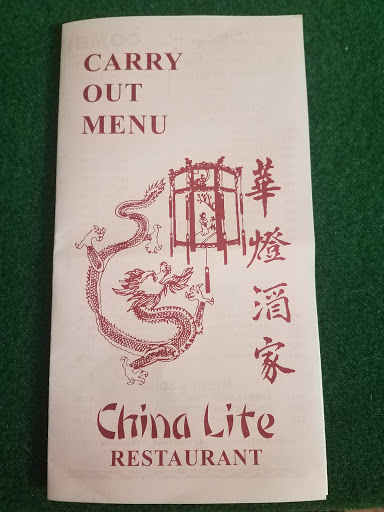 CARRY
OUT
MENU
華燈酒家
China Lite
RESTAURANT